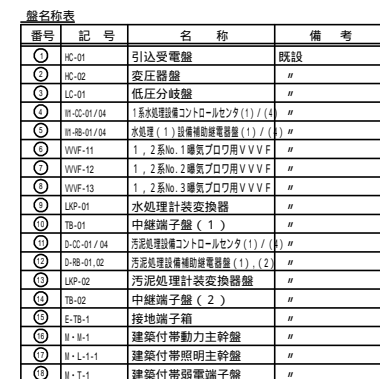 盤名称表
番号 記 号 名 称 備 考
① HC-01 引込受電盤 既設
② HC-02 変圧器盤 〃
③ LC-01 低圧分岐盤 〃
④ W1-CC-01/04 1系水処理設備コントロールセンタ(1)/(4) 〃
⑤ W1-RB-01/04 水処理(1)設備補助継電器盤(1)/(4) 〃
⑥ VVVF-11 1,2系No.1曝気ブロワ用VVVF 〃
⑦ VVVF-12 1,2系No.2曝気ブロワ用VVVF 〃
⑧ VVVF-13 1,2系No.3曝気ブロワ用VVVF 〃
⑨ LKP-01 水処理計装変換器 〃
⑩ TB-01 中継端子盤(1) 〃
⑪ D-CC-01/04 汚泥処理設備コントロールセンタ(1)/(4) 〃
⑫ D-RB-01,02 汚泥処理設備補助継電器盤(1),(2) 〃
⑬ LKP-02 汚泥処理計装変換器盤 〃
⑭ TB-02 中継端子盤(2) 〃
⑮ E-TB-1 接地端子箱 〃
⑯ M・M-1 建築付帯動力主幹盤 〃
⑰ M・L-1-1 建築付帯照明主幹盤 〃
⑱ M・T-1 建築付帯弱電端子盤 〃